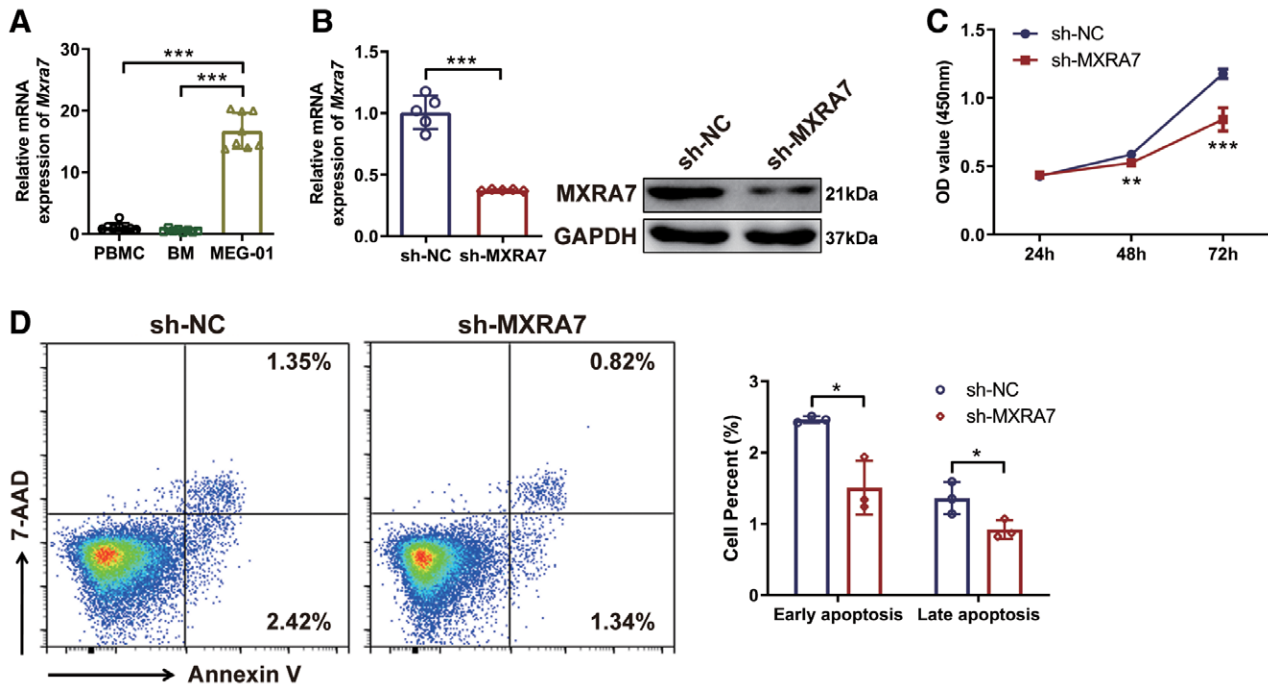 A
Relative mRNA
expression of Mxra7
30
20
10
0
***
***
PBMC BM MEG-01
B
Relative mRNA
expression of Mxra7
1.5
1.0
0.5
0.0
***
sh-NC sh-MXRA7
sh-NC
sh-MXRA7
MXRA7
21kDa
GAPDH
37kDa
C
sh-NC
sh-MXRA7
OD value (450nm)
1.5
1.0
0.5
0.0
**
***
24h 48h 72h
D
sh-NC
1.35%
2.42%
sh-MXRA7
0.82%
1.34%
7-AAD
Annexin V
sh-NC
sh-MXRA7
Cell Percent (%)
3
2
1
0
*
*
Early apoptosis Late apoptosis